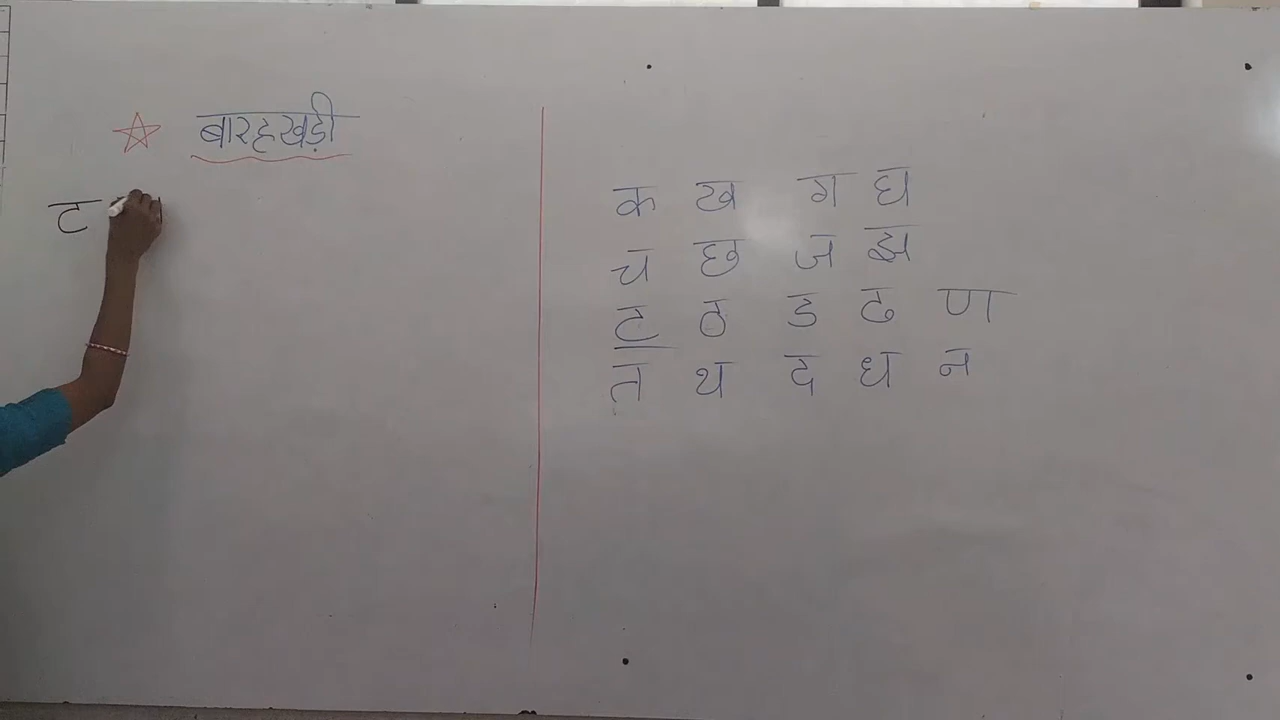 बारहखड़ी
ट
क ख ग घ
च छ ज झ
ट ठ ड ढ ण
त थ द ध न